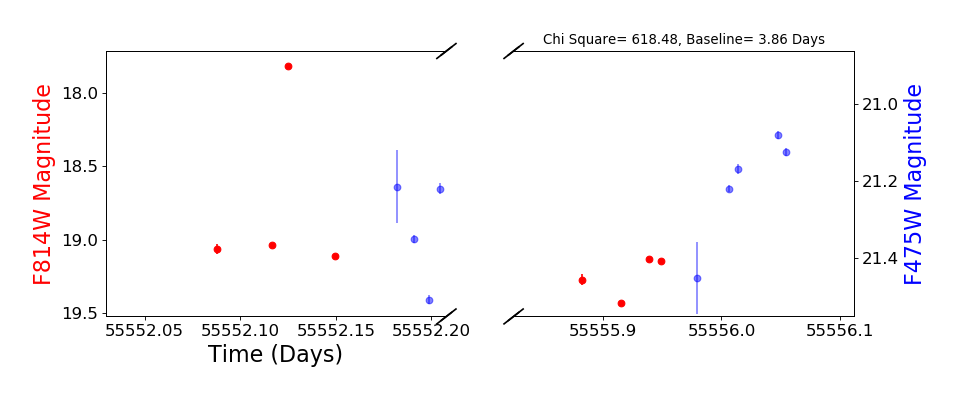 Chi Square= 618.48, Baseline= 3.86 Days
F814W Magnitude
18.0
18.5
19.0
19.5
21.0
21.2
21.4
F475W Magnitude
55552.05 55552.10 55552.15 55552.20 55555.9 55556.0 55556.1
Time (Days)